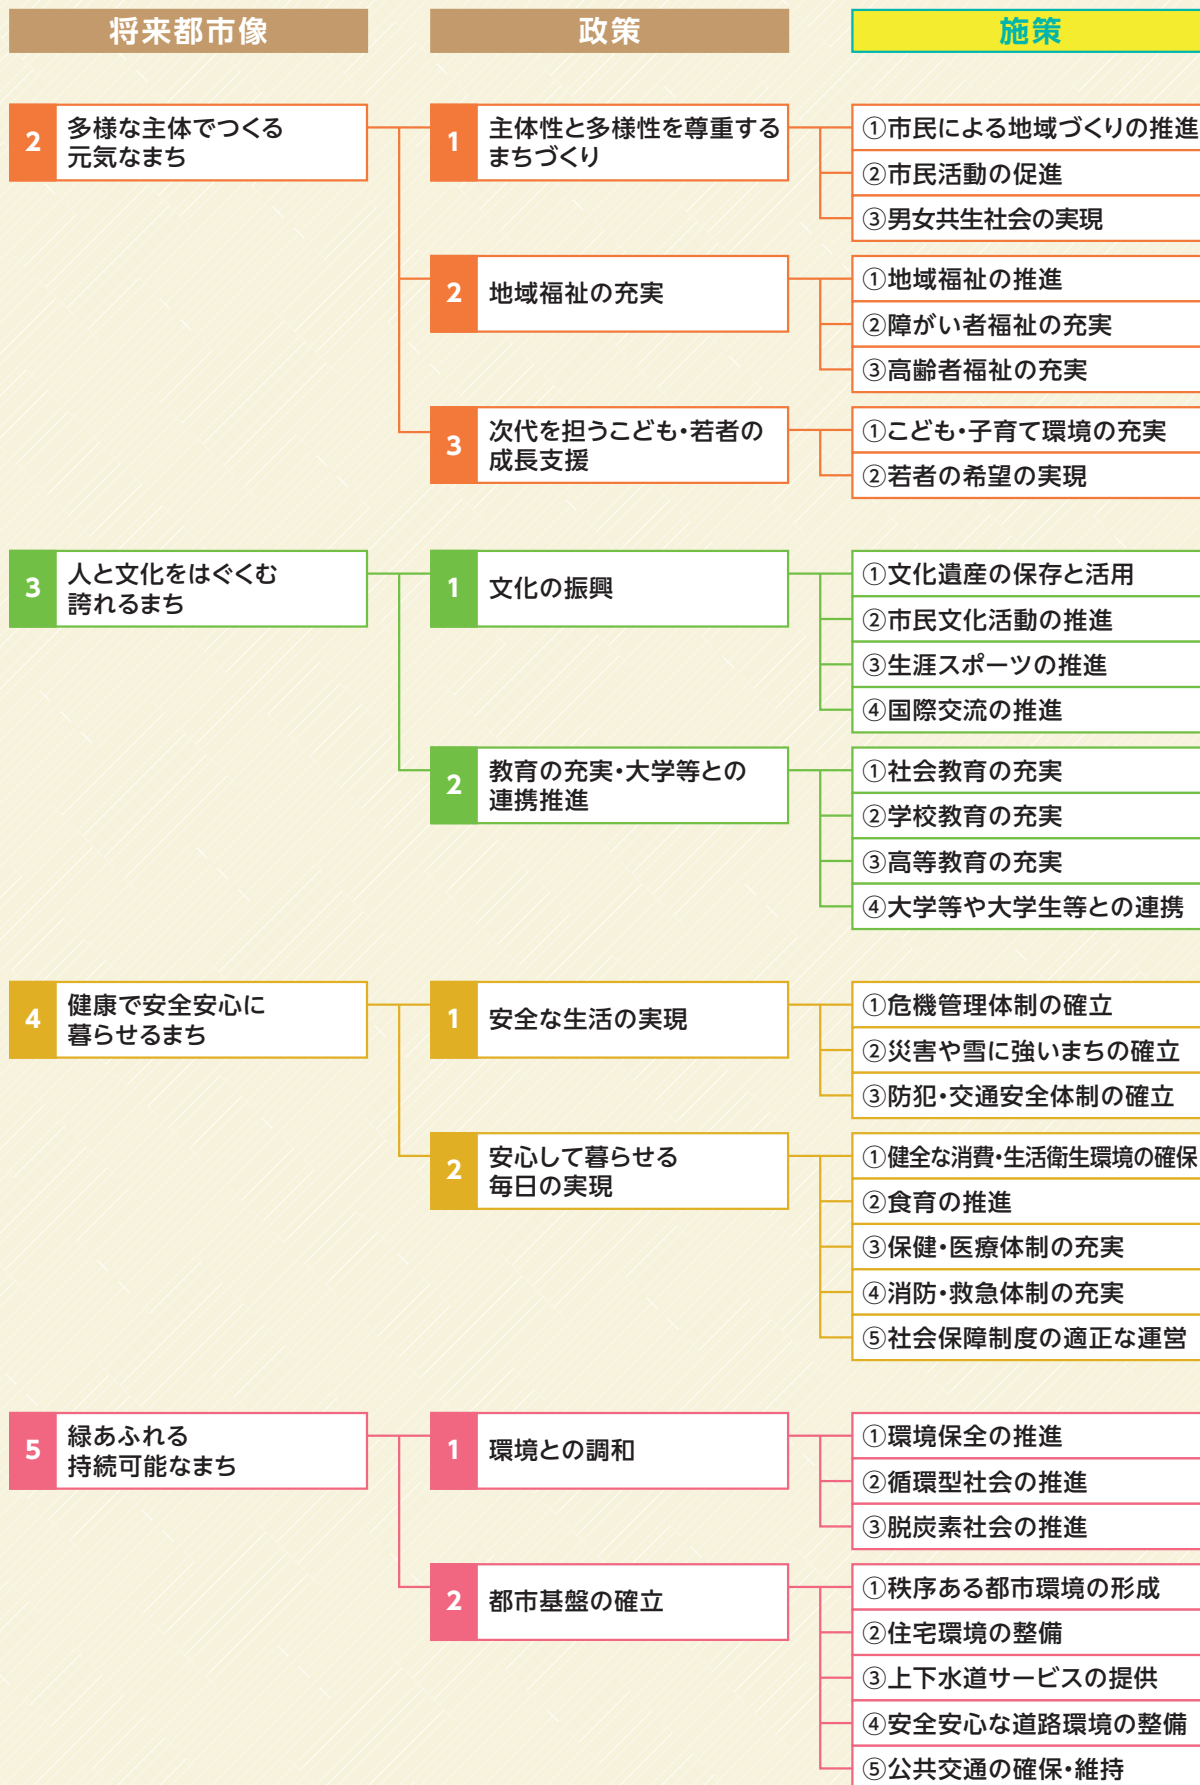 将来都市像
政策
施策
2
多様な主体でつくる
元気なまち
1
主体性と多様性を尊重する
まちづくり
①市民による地域づくりの推進
②市民活動の促進
③男女共生社会の実現
2
地域福祉の充実
①地域福祉の推進
②障がい者福祉の充実
③高齢者福祉の充実
3
次代を担うこども・若者の
成長支援
①こども・子育て環境の充実
②若者の希望の実現
3
人と文化をはぐくむ
誇れるまち
1
文化の振興
①文化遺産の保存と活用
②市民文化活動の推進
③生涯スポーツの推進
④国際交流の推進
2
教育の充実・大学等との
連携推進
①社会教育の充実
②学校教育の充実
③高等教育の充実
④大学等や大学生等との連携
4
健康で安全安心に
暮らせるまち
1
安全な生活の実現
①危機管理体制の確立
②災害や雪に強いまちの確立
③防犯・交通安全体制の確立
2
安心して暮らせる
毎日の実現
①健全な消費・生活衛生環境の確保
②食育の推進
③保健・医療体制の充実
④消防・救急体制の充実
⑤社会保障制度の適正な運営
5
緑あふれる
持続可能なまち
1
環境との調和
①環境保全の推進
②循環型社会の推進
③脱炭素社会の推進
2
都市基盤の確立
①秩序ある都市環境の形成
②住宅環境の整備
③上下水道サービスの提供
④安全安心な道路環境の整備
⑤公共交通の確保・維持